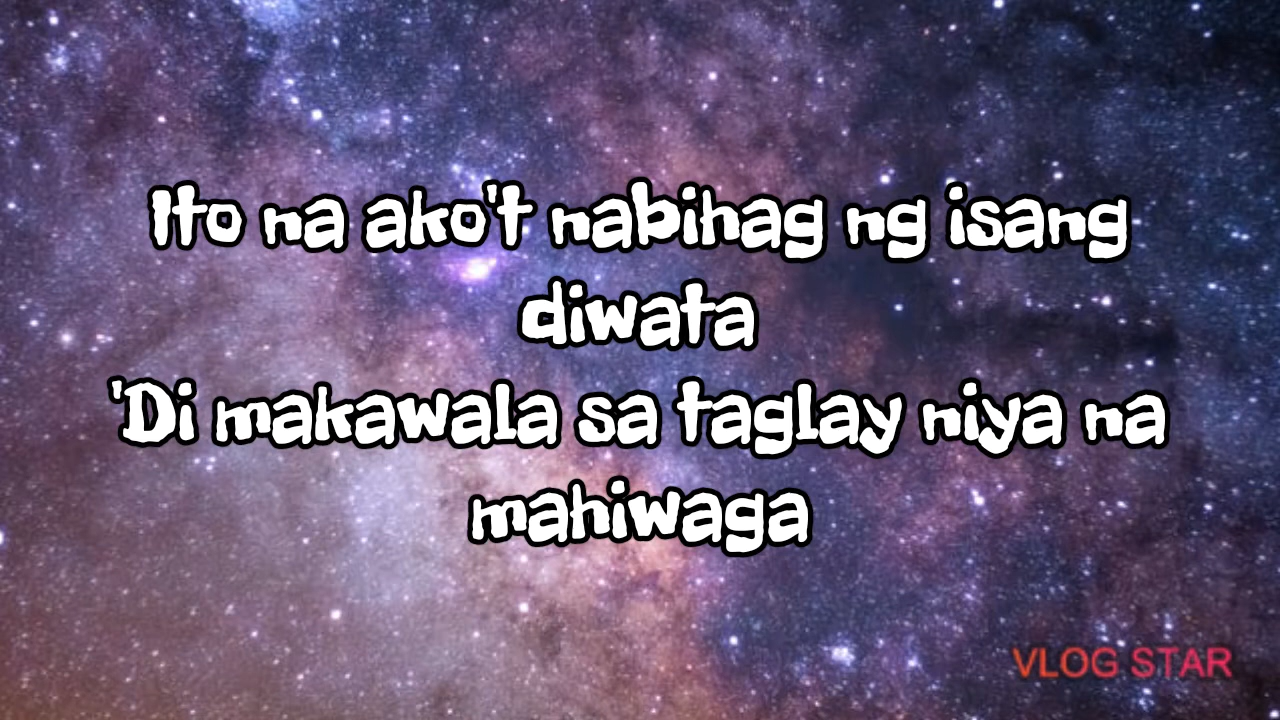 Ito na ako't nabihag ng isang
diwata
'Di makawala sa taglay niya na
mahiwaga
VLOG STAR